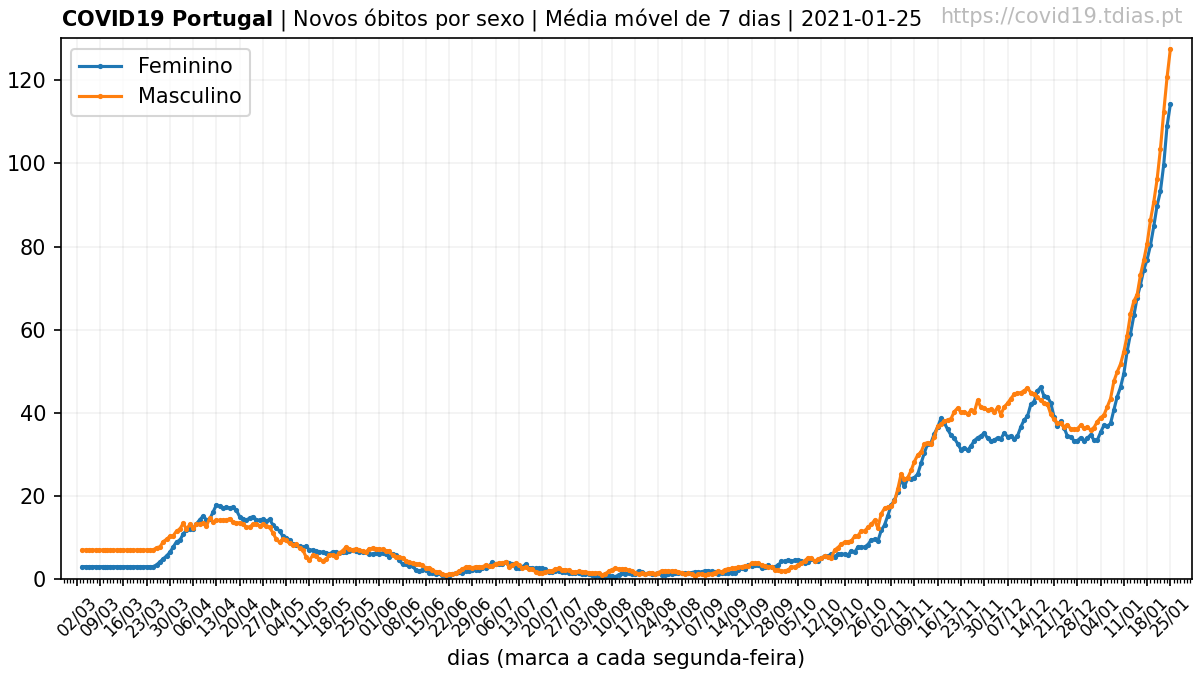 COVID19 Portugal | Novos óbitos por sexo | Média móvel de 7 dias | 2021-01-25 https://covid19.tdias.pt
Feminino
Masculino
120
100
80
60
40
20
0
02/03 09/03 16/03 23/03 30/03 06/04 13/04 20/04 27/04 04/05 11/05 18/05 25/05 01/06 08/06 15/06 22/06 29/06 06/07 13/07 20/07 27/07 03/08 10/08 17/08 24/08 31/08 07/09 14/09 21/09 28/09 05/10 12/10 19/10 26/10 02/11 09/11 16/11 23/11 30/11 07/12 14/12 21/12 28/12 04/01 11/01 18/01 25/01
dias (marca a cada segunda-feira)